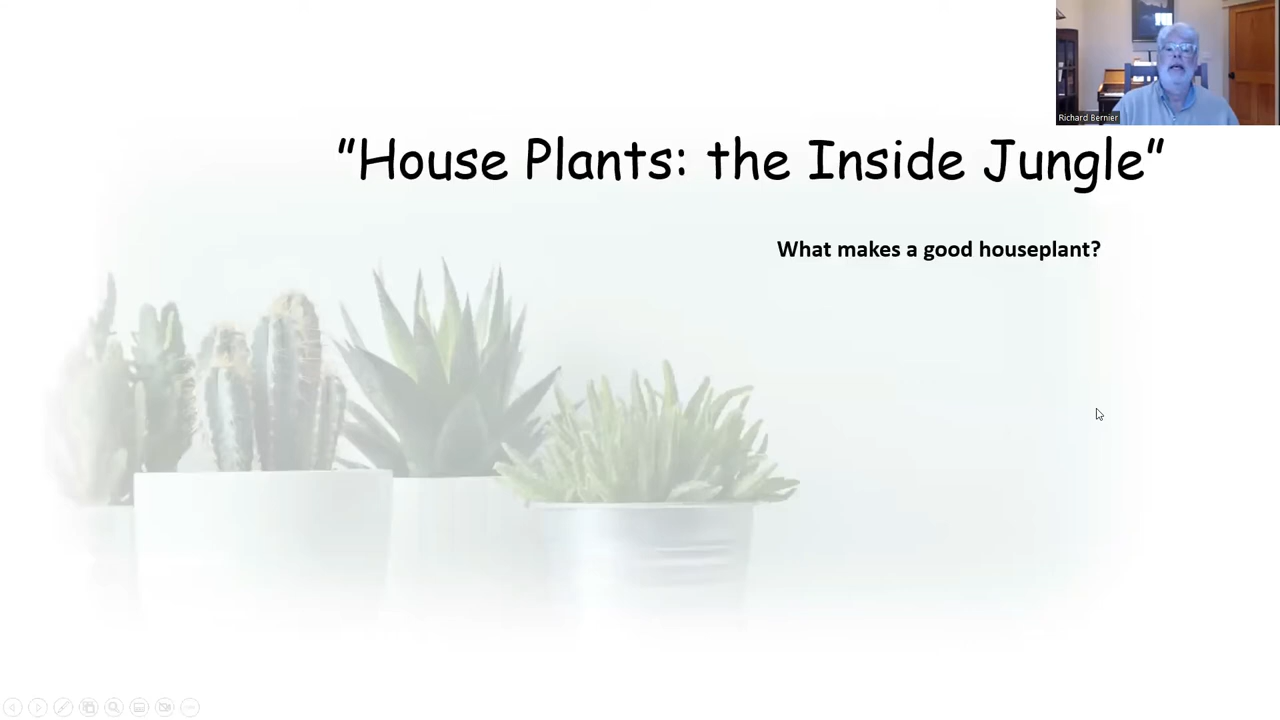 Richard Bernier
"House Plants: the Inside Jungle"
What makes a good houseplant?